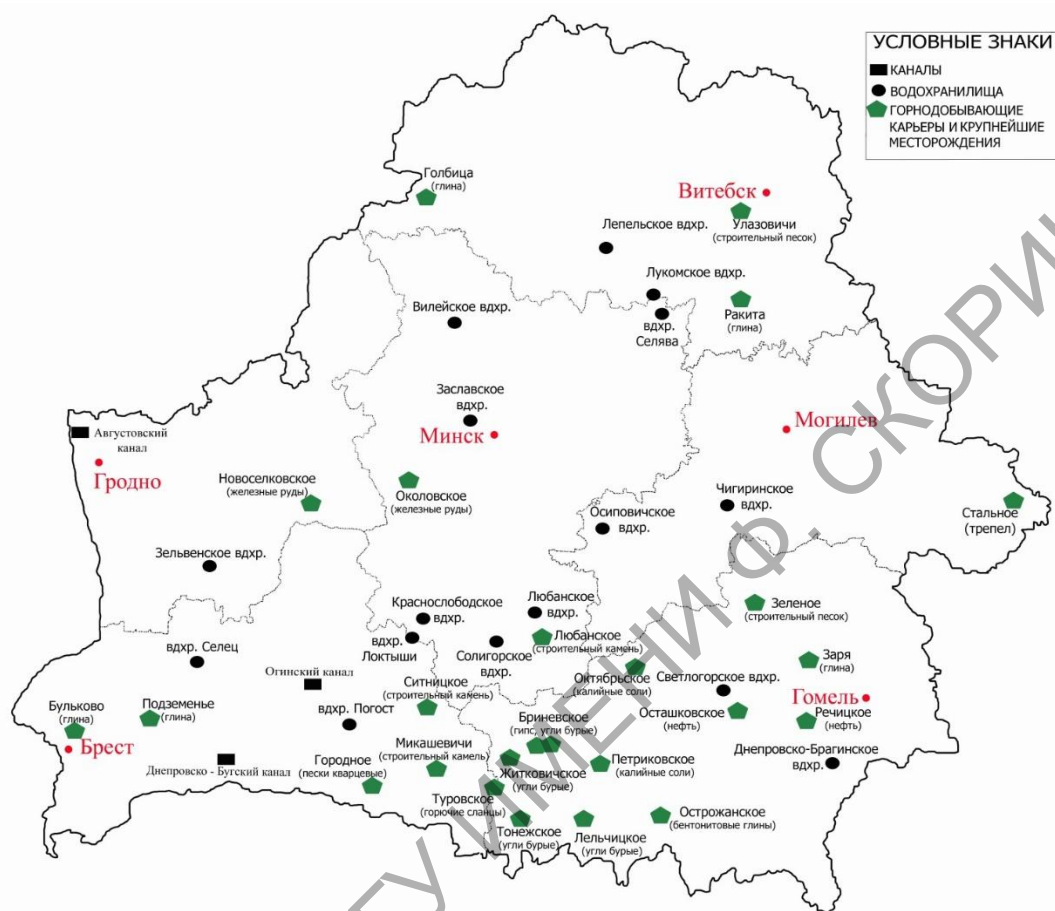 УСЛОВНЫЕ ЗНАКИ
КАНАЛЫ
ВОДОХРАНИЛИЩА
ГОРНОДОБЫВАЮЩИЕ
КАРЬЕРЫ И КРУПНЕЙШИЕ
МЕСТОРОЖДЕНИЯ
Голбица
(глина)
Витебск
Улазовичи
(строительный песок)
Лепельское вдхр.
Лукомское вдхр.
Вилейское вдхр.
вдхр.
Селява
Ракита
(глина)
Заславское
вдхр.
Минск
Могилев
Августовский
канал
Гродно
Новоселковское
(железные руды)
Околовское
(железные руды)
Осиповичское
вдхр.
Чигиринское
вдхр.
Стальное
(трепел)
Зельвенское вдхр.
Краснослободское
вдхр.
Любанское
вдхр.
Зеленое
(строительный песок)
вдхр.
Локтыши
Солигорское
вдхр.
Любанское
(строительный камень)
вдхр. Селец
Огинский канал
Ситницкое
(строительный камень)
Октябрьское
(калийные соли)
Светлогорское вдхр.
Заря
(глина)
Гомель
Бульково
(глина)
Подземенье
(глина)
вдхр. Погост
Бриневское
(гипс, угли бурые)
Осташковское
(нефть)
Речицкое
(нефть)
Брест
Днепровско - Бугский канал
Городное
(пески кварцевые)
Микашевичи
(строительный камель)
Житковичское
(угли бурые)
Петриковское
(калийные соли)
Днепровско-Брагинское
вдхр.
Туровское
(горючие сланцы)
Тонежское
(угли бурые)
Лельчицкое
(угли бурые)
Острожанское
(бентонитовые глины)
ГУ ИМЕНИ Ф. СКОРИН